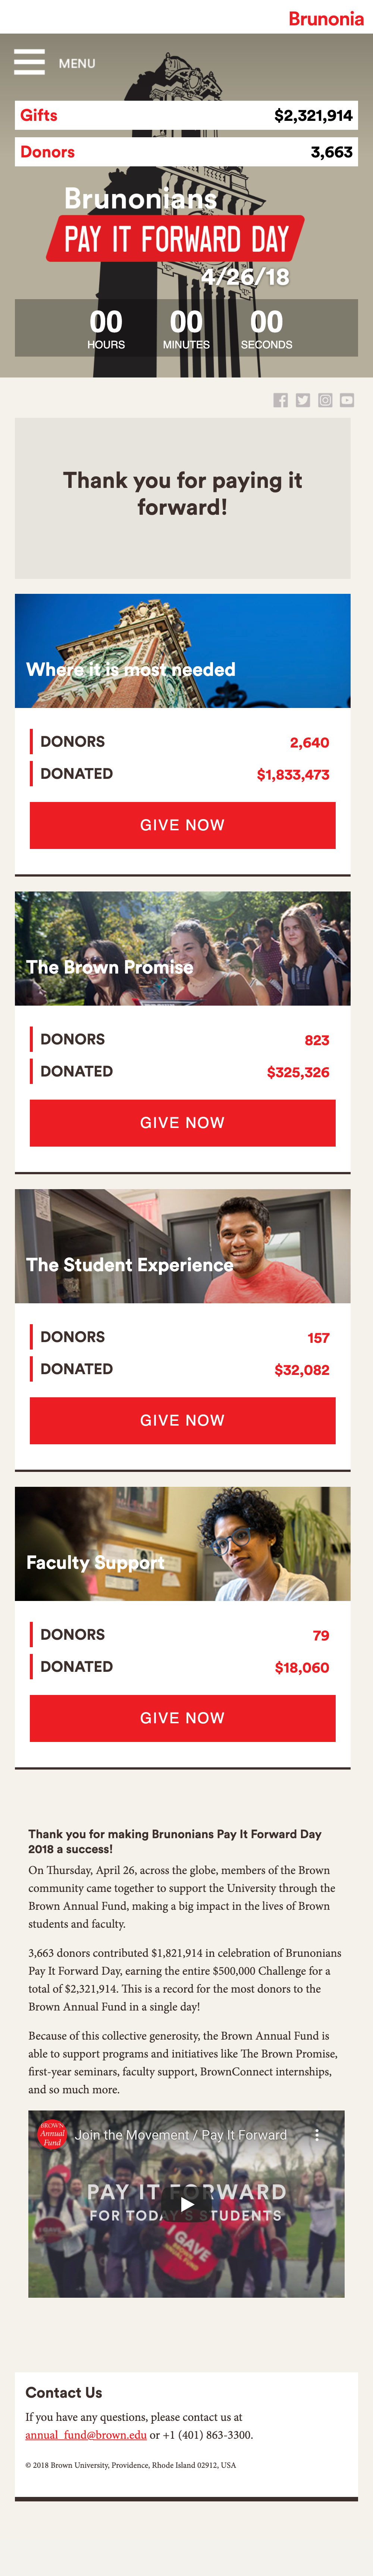 Brunonia
MENU
Gifts $2,321,914
Donors 3,663
Brunonians
PAY IT FORWARD DAY
4/26/18
00 00 00
HOURS MINUTES SECONDS
Thank you for paying it
forward!
Where it is most needed
DONORS 2,640
DONATED $1,833,473
GIVE NOW
The Brown Promise
DONORS 823
DONATED $325,326
GIVE NOW
The Student Experience
DONORS 157
DONATED $32,082
GIVE NOW
Faculty Support
DONORS 79
DONATED $18,060
GIVE NOW
Thank you for making Brunonians Pay It Forward Day
2018 a success!
On Thursday, April 26, across the globe, members of the Brown
community came together to support the University through the
Brown Annual Fund, making a big impact in the lives of Brown
students and faculty.
3,663 donors contributed $1,821,914 in celebration of Brunonians
Pay It Forward Day, earning the entire $500,000 Challenge for a
total of $2,321,914. This is a record for the most donors to the
Brown Annual Fund in a single day!
Because of this collective generosity, the Brown Annual Fund is
able to support programs and initiatives like The Brown Promise,
first-year seminars, faculty support, BrownConnect internships,
and so much more.
BROWN
Annual
Fund
Join the Movement / Pay It Forward
PAY IT FORWARD
FOR TODAY'S STUDENTS
I GAVE
Contact Us
If you have any questions, please contact us at
annual_fund@brown.edu or +1 (401) 863-3300.
© 2018 Brown University, Providence, Rhode Island 02912, USA